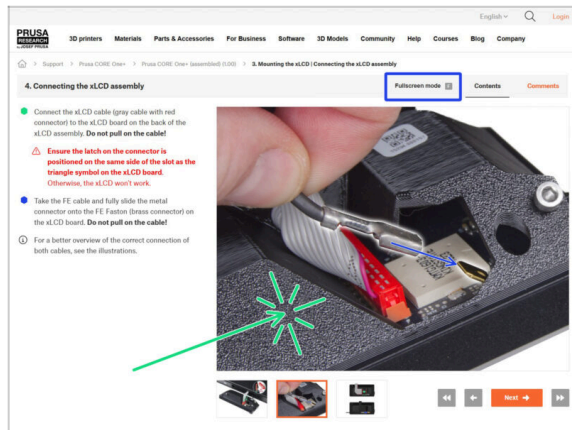 English
Login
PRUSA
RESEARCH
by JOSEF PRUSA
3D printers
Materials
Parts & Accessories
For Business
Software
3D Models
Community
Help
Courses
Blog
Company
Support > Prusa CORE One+ > Prusa CORE One+ (assembled) (1.00) > 3. Mounting the xLCD | Connecting the xLCD assembly
4. Connecting the xLCD assembly
Fullscreen mode
Contents
Comments
Connect the xLCD cable (gray cable with red
connector) to the xLCD board on the back of the
xLCD assembly. Do not pull on the cable!
Ensure the latch on the connector is
positioned on the same side of the slot as the
triangle symbol on the xLCD board.
Otherwise, the xLCD won't work.
Take the FE cable and fully slide the metal
connector onto the FE Faston (brass connector) on
the xLCD board. Do not pull on the cable!
For a better overview of the correct connection of
both cables, see the illustrations.
Next